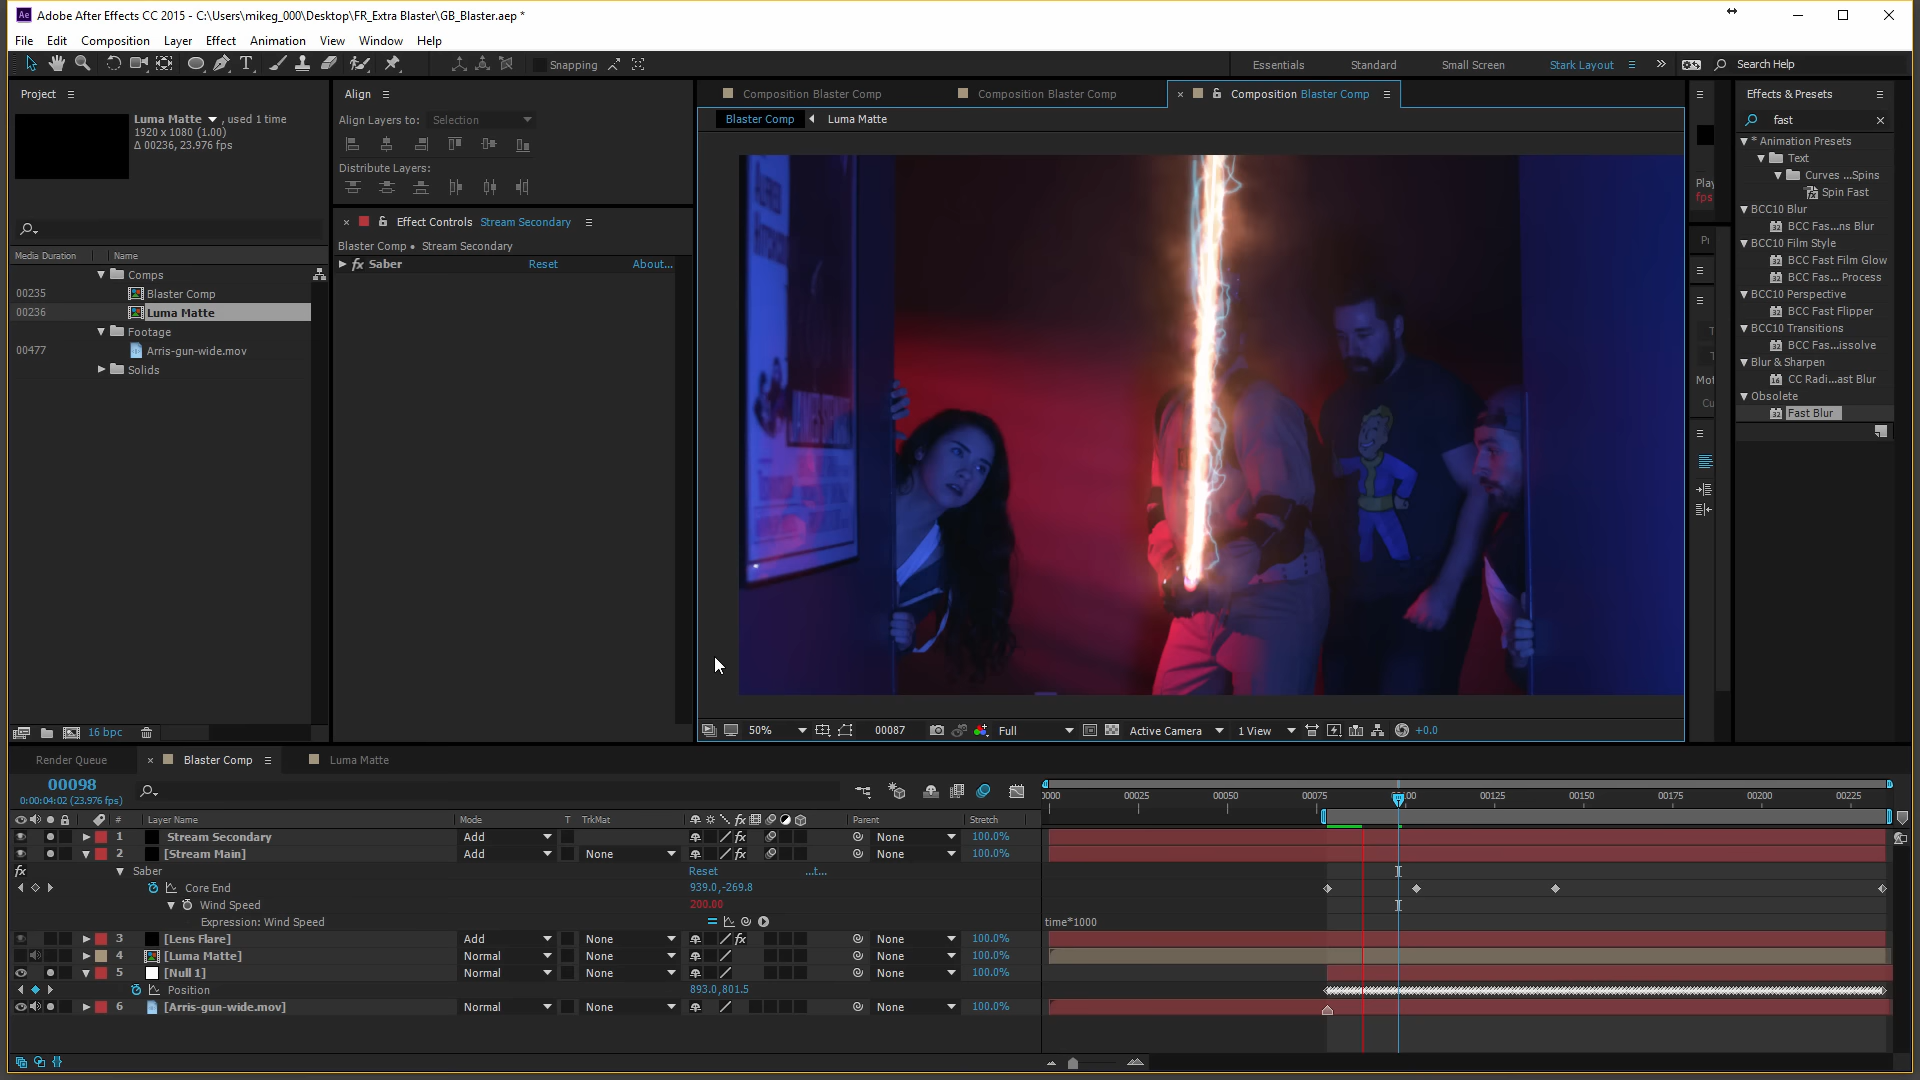 Adobe After Effects CC 2015 - C:\Users\mikeg_000\Desktop\FR_Extra Blaster\GB_Blaster.aep *
File Edit Composition Layer Effect Animation View Window Help
Snapping Essentials Standard Small Screen Stark Layout Search Help
Project
Luma Matte , used 1 time
1920 x 1080 (1.00)
Δ 00236, 23.976 fps
Media Duration Name
Comps
00235 Blaster Comp
00236 Luma Matte
Footage
00477 Arris-gun-wide.mov
Solids
16 bpc
Align
Align Layers to: Selection
Distribute Layers:
Effect Controls Stream Secondary
Blaster Comp • Stream Secondary
fx Saber Reset About...
Composition Blaster Comp Composition Blaster Comp Composition Blaster Comp
Blaster Comp Luma Matte
50% 00087 Full Active Camera 1 View +0.0
Play
fps
Effects & Presets
fast
* Animation Presets
Text
Curves ...Spins
Spin Fast
BCC10 Blur
BCC Fas...ns Blur
BCC10 Film Style
BCC Fast Film Glow
BCC Fas... Process
BCC10 Perspective
BCC Fast Flipper
BCC10 Transitions
BCC Fas...issolve
Blur & Sharpen
CC Radi...ast Blur
Obsolete
Fast Blur
Render Queue Blaster Comp Luma Matte
00098
0:00:04:02 (23.976 fps)
0000 00025 00050 00075 00125 00150 00175 00200 00225
# Layer Name Mode T TrkMat Parent Stretch
1 Stream Secondary Add None 100.0%
2 [Stream Main] Add None None 100.0%
Saber Reset ...t...
Core End 939.0,-269.8
Wind Speed 200.00
Expression: Wind Speed time*1000
3 [Lens Flare] Add None None 100.0%
4 [Luma Matte] Normal None None 100.0%
5 [Null 1] Normal None None 100.0%
Position 893.0,801.5
6 [Arris-gun-wide.mov] Normal None None 100.0%